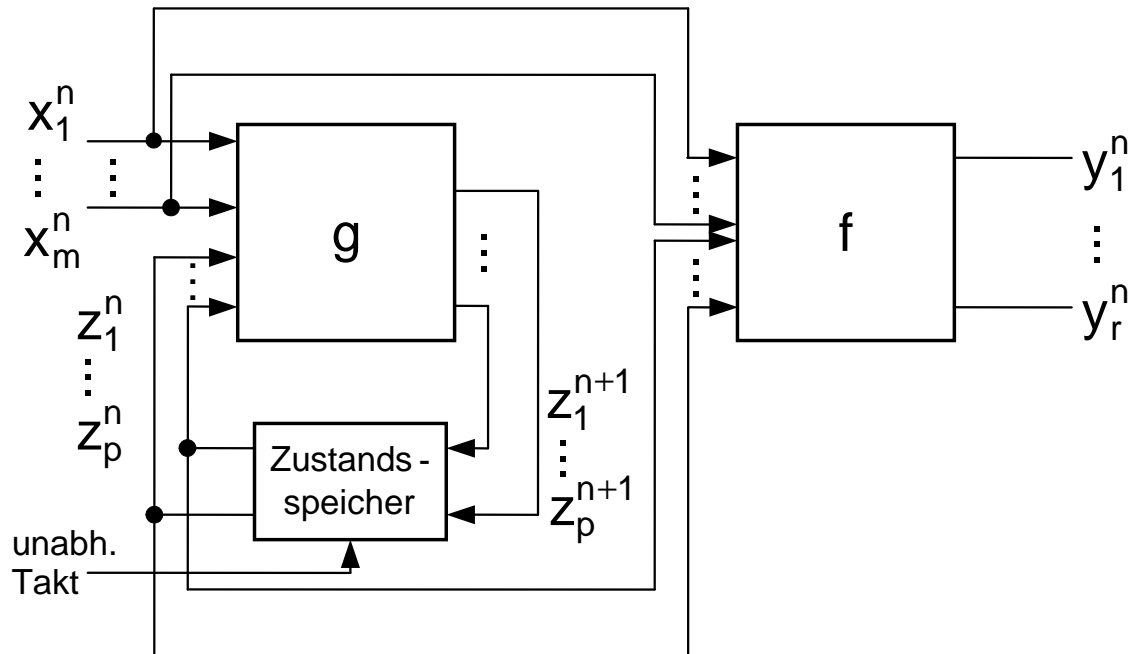 x₁ⁿ
xₘⁿ
g
f
y₁ⁿ
yᵣⁿ
z₁ⁿ
zₚⁿ
z₁ⁿ⁺¹
zₚⁿ⁺¹
Zustands-
speicher
unabh.
Takt